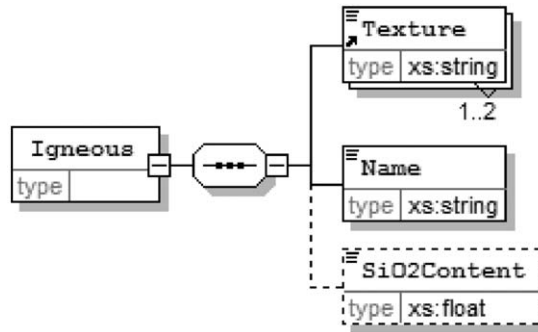 Texture
type xs:string
1..2
Igneous
type
Name
type xs:string
SiO2Content
type xs:float